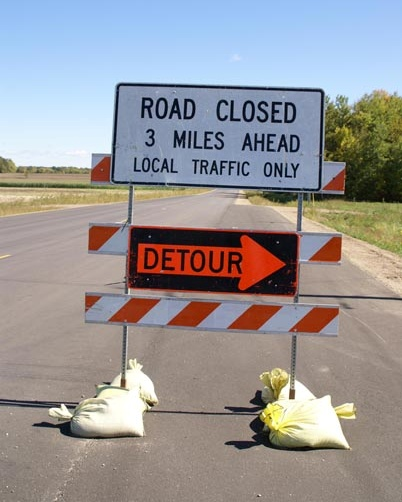 ROAD CLOSED
3 MILES AHEAD
LOCAL TRAFFIC ONLY
DETOUR